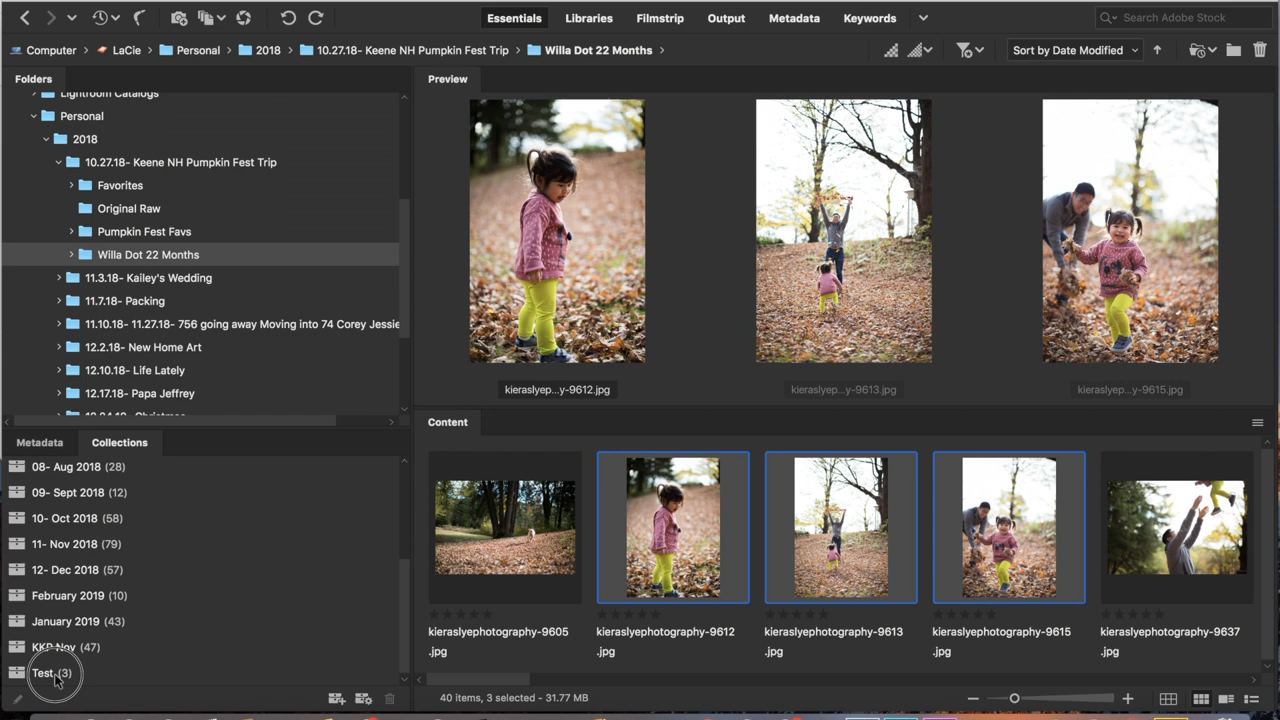 Essentials Libraries Filmstrip Output Metadata Keywords Search Adobe Stock
Computer LaCie Personal 2018 10.27.18- Keene NH Pumpkin Fest Trip Willa Dot 22 Months Sort by Date Modified
Folders
Lightroom Catalogs
Personal
2018
10.27.18- Keene NH Pumpkin Fest Trip
Favorites
Original Raw
Pumpkin Fest Favs
Willa Dot 22 Months
11.3.18- Kailey's Wedding
11.7.18- Packing
11.10.18- 11.27.18- 756 going away Moving into 74 Corey Jessie
12.2.18- New Home Art
12.10.18- Life Lately
12.17.18- Papa Jeffrey
Metadata Collections
08- Aug 2018 (28)
09- Sept 2018 (12)
10- Oct 2018 (58)
11- Nov 2018 (79)
12- Dec 2018 (57)
February 2019 (10)
January 2019 (43)
KKP Nov (47)
Test (3)
Preview
kieraslyep...y-9612.jpg kieraslyep...y-9613.jpg kieraslyep...y-9615.jpg
Content
kieraslyephotography-9605 kieraslyephotography-9612 kieraslyephotography-9613 kieraslyephotography-9615 kieraslyephotography-9637
.jpg .jpg .jpg .jpg .jpg
40 items, 3 selected - 31.77 MB